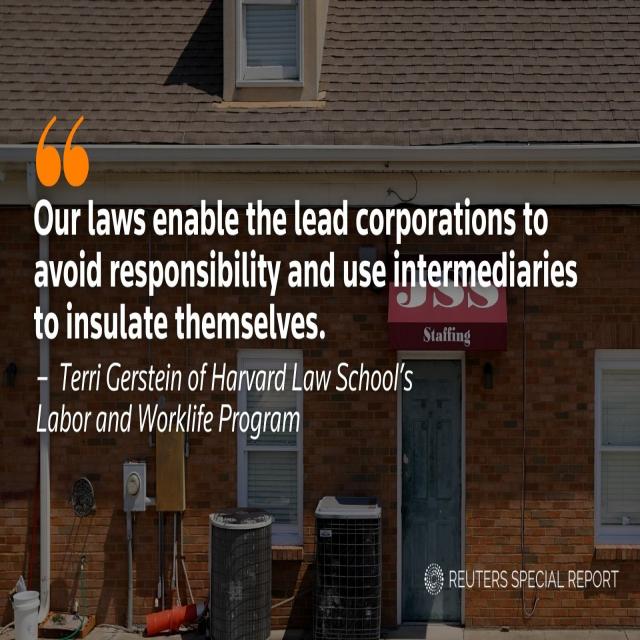 “
Our laws enable the lead corporations to
avoid responsibility and use intermediaries
to insulate themselves.
– Terri Gerstein of Harvard Law School’s
Labor and Worklife Program
JSS
Staffing
REUTERS SPECIAL REPORT